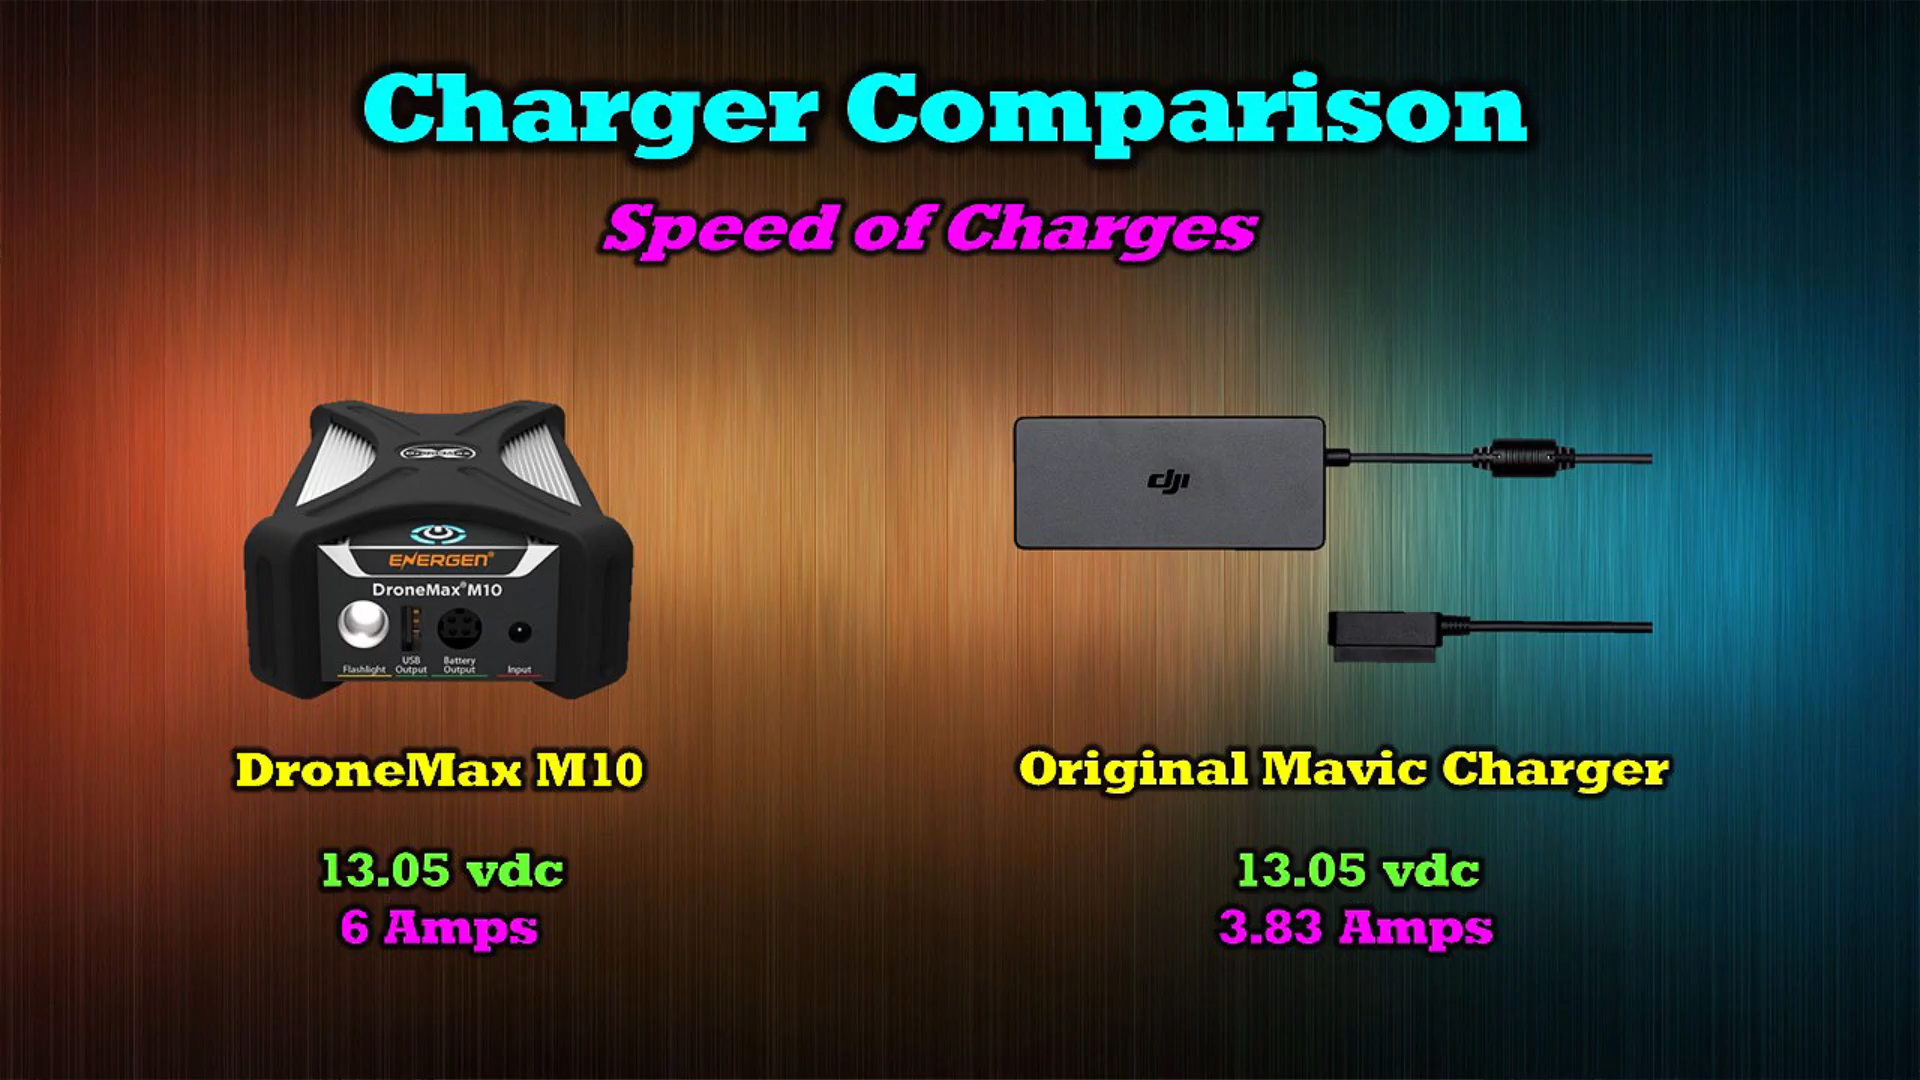 Charger Comparison
Speed of Charges
dji
ENERGEN®
DroneMax®M10
Flashlight
USB Output
Battery Output
Input
DroneMax M10
Original Mavic Charger
13.05 vdc
13.05 vdc
6 Amps
3.83 Amps